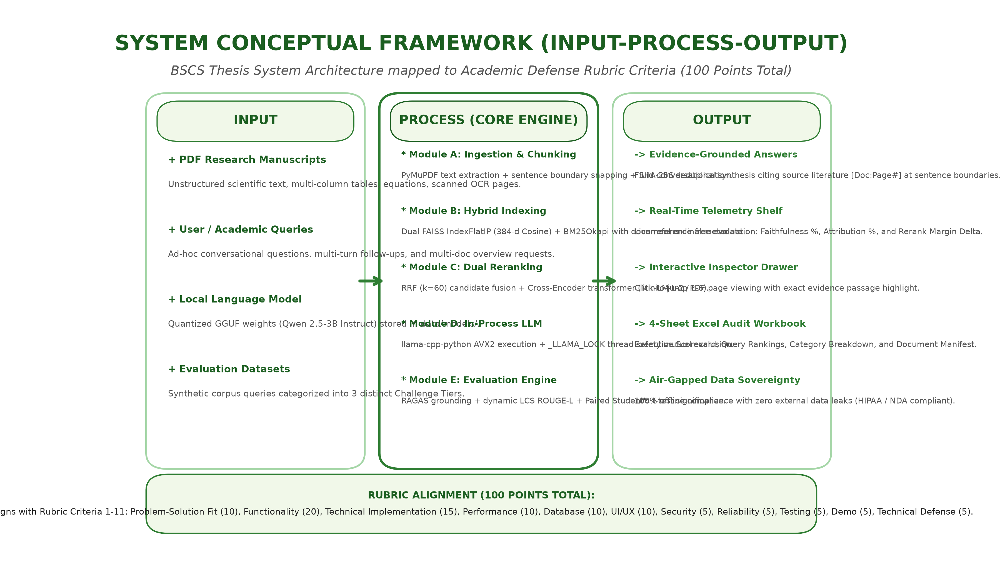 SYSTEM CONCEPTUAL FRAMEWORK (INPUT-PROCESS-OUTPUT)
BSCS Thesis System Architecture mapped to Academic Defense Rubric Criteria (100 Points Total)
INPUT
+ PDF Research Manuscripts
Unstructured scientific text, multi-column tables, equations, scanned OCR pages.
+ User / Academic Queries
Ad-hoc conversational questions, multi-turn follow-ups, and multi-doc overview requests.
+ Local Language Model
Quantized GGUF weights (Qwen 2.5-3B Instruct) stored in data/models/.
+ Evaluation Datasets
Synthetic corpus queries categorized into 3 distinct Challenge Tiers.
PROCESS (CORE ENGINE)
* Module A: Ingestion & Chunking
PyMuPDF text extraction + sentence boundary snapping + SHA-256 deduplication.
* Module B: Hybrid Indexing
Dual FAISS IndexFlatIP (384-d Cosine) + BM25Okapi with document ordinal metadata.
* Module C: Dual Reranking
RRF (k=60) candidate fusion + Cross-Encoder transformer (MiniLM-L-2 / L-6).
* Module D: In-Process LLM
llama-cpp-python AVX2 execution + _LLAMA_LOCK thread safety mutual exclusion.
* Module E: Evaluation Engine
RAGAS grounding + dynamic LCS ROUGE-L + Paired Student's t-test significance.
OUTPUT
-> Evidence-Grounded Answers
Fluid conversational synthesis citing source literature [Doc:Page#] at sentence boundaries.
-> Real-Time Telemetry Shelf
Live reference-free evaluation: Faithfulness %, Attribution %, and Rerank Margin Delta.
-> Interactive Inspector Drawer
Click-to-jump PDF page viewing with exact evidence passage highlight.
-> 4-Sheet Excel Audit Workbook
Executive Scorecard, Query Rankings, Category Breakdown, and Document Manifest.
-> Air-Gapped Data Sovereignty
100% offline compliance with zero external data leaks (HIPAA / NDA compliant).
RUBRIC ALIGNMENT (100 POINTS TOTAL):
gns with Rubric Criteria 1-11: Problem-Solution Fit (10), Functionality (20), Technical Implementation (15), Performance (10), Database (10), UI/UX (10), Security (5), Reliability (5), Testing (5), Demo (5), Technical Defense (5).